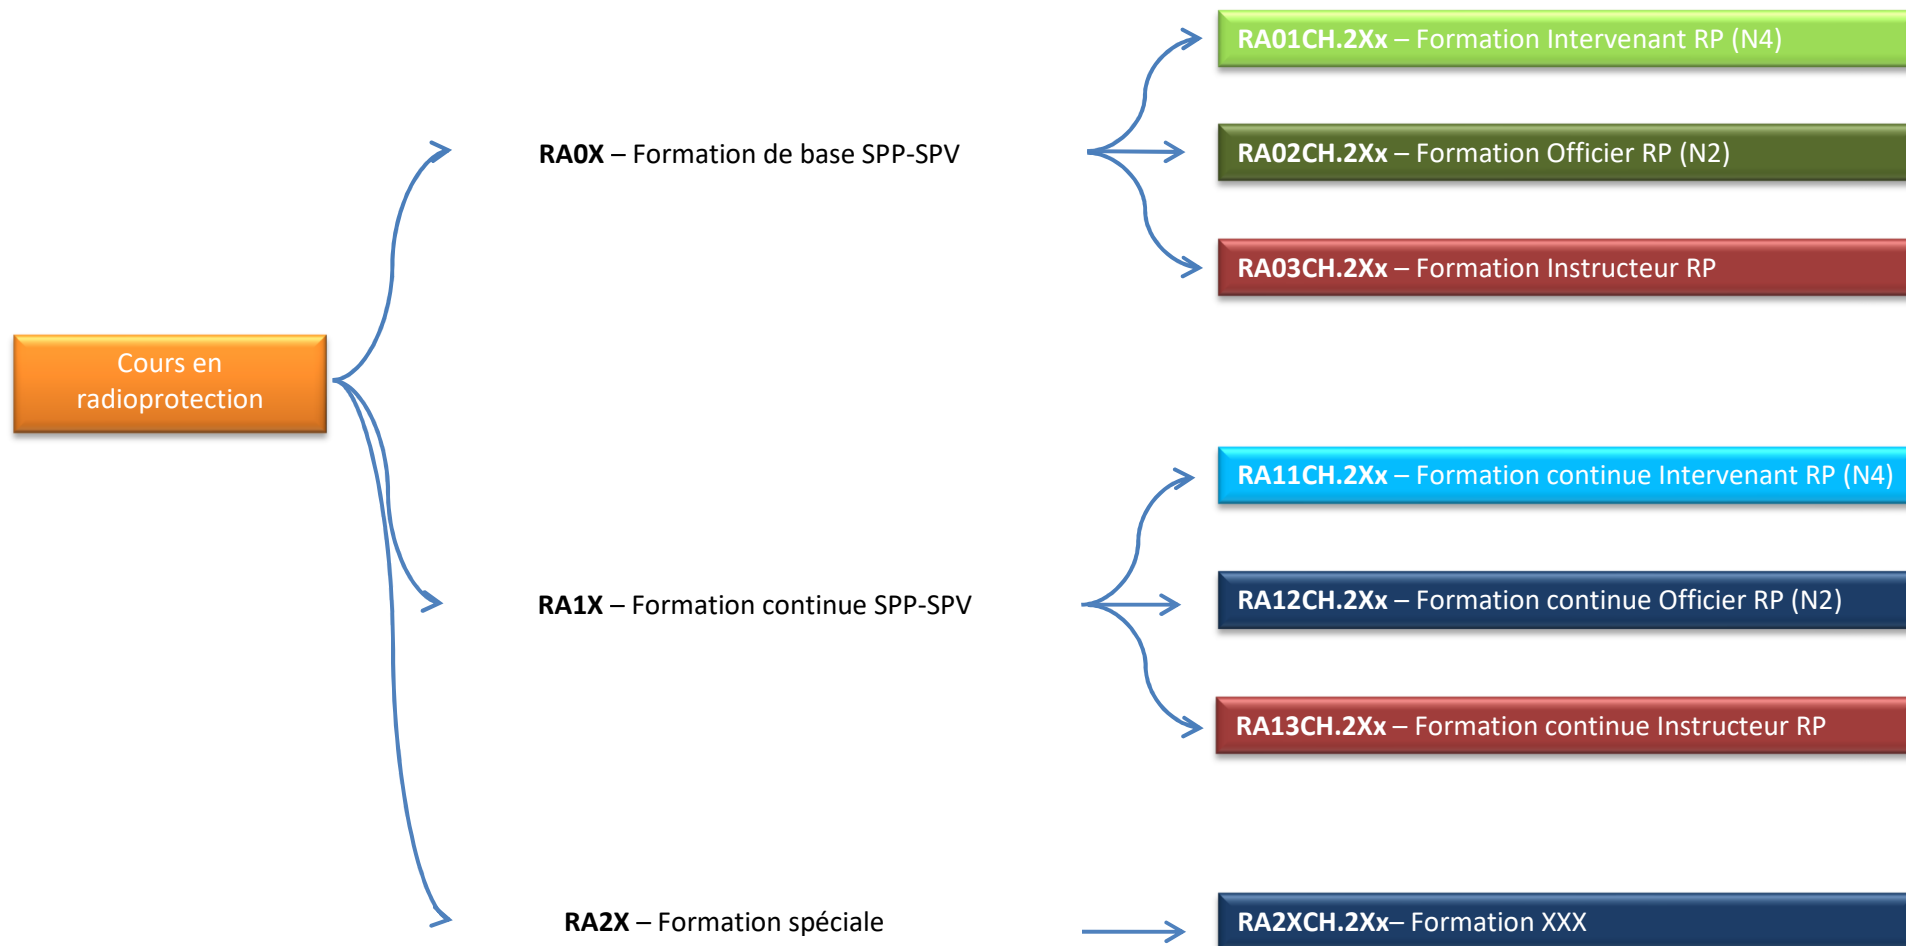 Cours en
radioprotection
RA0X – Formation de base SPP-SPV
RA01CH.2Xx – Formation Intervenant RP (N4)
RA02CH.2Xx – Formation Officier RP (N2)
RA03CH.2Xx – Formation Instructeur RP
RA1X – Formation continue SPP-SPV
RA11CH.2Xx – Formation continue Intervenant RP (N4)
RA12CH.2Xx – Formation continue Officier RP (N2)
RA13CH.2Xx – Formation continue Instructeur RP
RA2X – Formation spéciale
RA2XCH.2Xx– Formation XXX